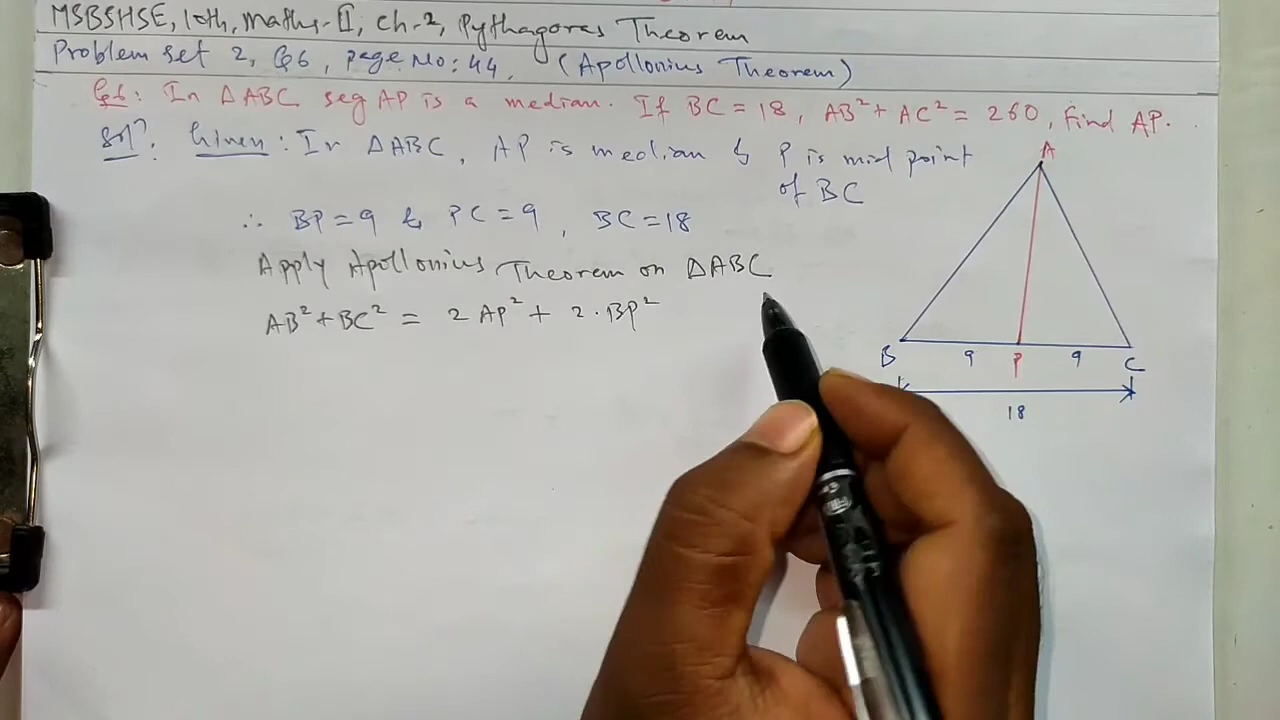 MSBSHSE, 10th, Maths-II, Ch-2, Pythagoras Theorem
Problem set 2, Q6, page No: 44, (Apollonius Theorem)
Q6: In ΔABC seg AP is a median. If BC = 18, AB² + AC² = 260, Find AP.
Solⁿ: Given: In ΔABC, AP is median & P is mid point
of BC
∴ BP = 9 & PC = 9, BC = 18
Apply Apollonius Theorem on ΔABC
AB² + BC² = 2 AP² + 2 · BP²
A
B 9 P 9 C
18